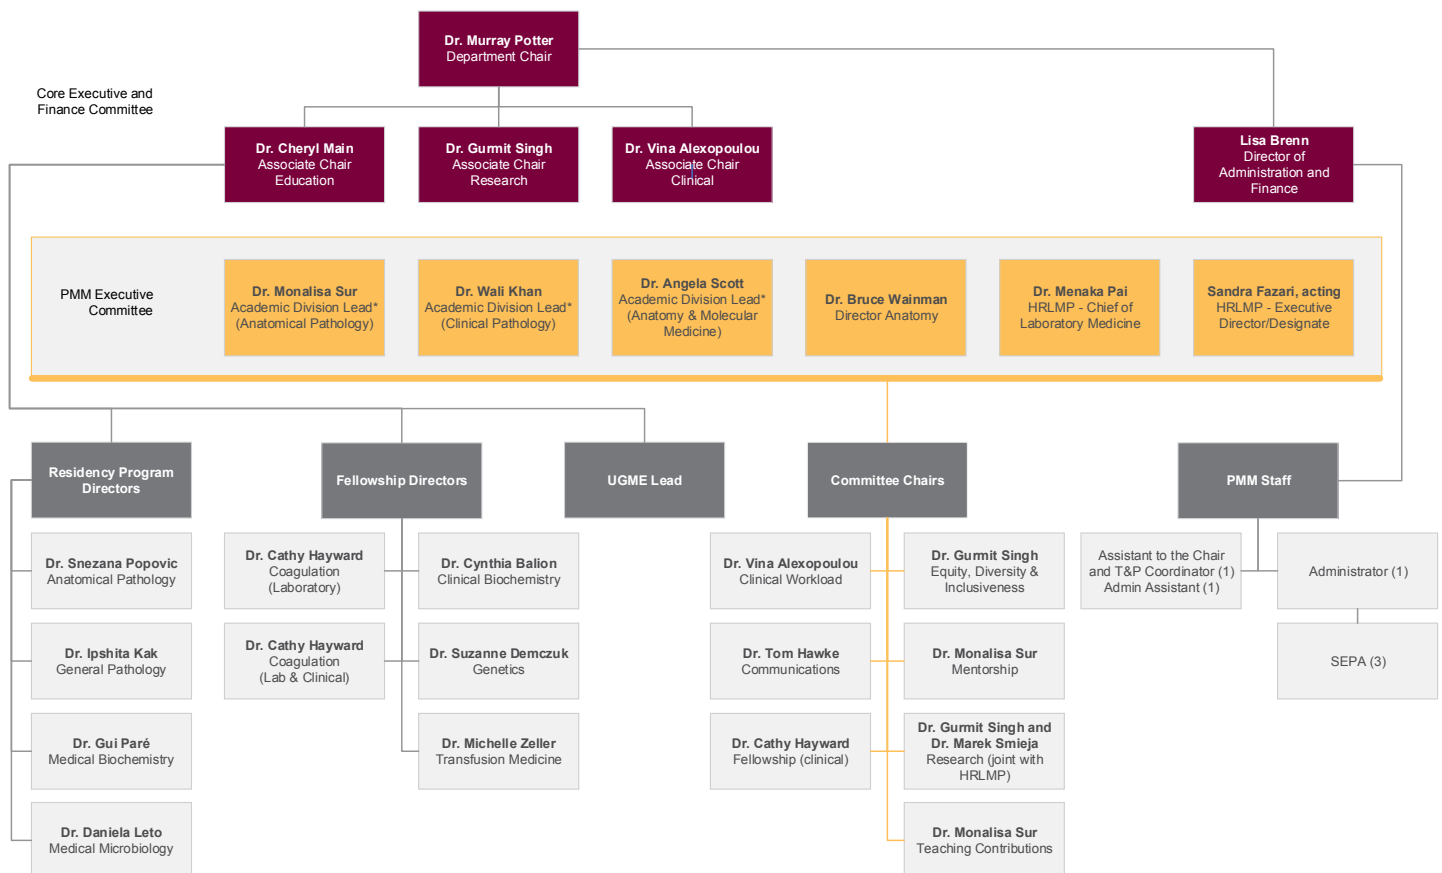 Dr. Murray Potter
Department Chair
Core Executive and
Finance Committee
Dr. Cheryl Main
Associate Chair
Education
Dr. Gurmit Singh
Associate Chair
Research
Dr. Vina Alexopoulou
Associate Chair
Clinical
Lisa Brenn
Director of
Administration and
Finance
PMM Executive
Committee
Dr. Monalisa Sur
Academic Division Lead*
(Anatomical Pathology)
Dr. Wali Khan
Academic Division Lead*
(Clinical Pathology)
Dr. Angela Scott
Academic Division Lead*
(Anatomy & Molecular
Medicine)
Dr. Bruce Wainman
Director Anatomy
Dr. Menaka Pai
HRLMP - Chief of
Laboratory Medicine
Sandra Fazari, acting
HRLMP - Executive
Director/Designate
Residency Program
Directors
Fellowship Directors
UGME Lead
Committee Chairs
PMM Staff
Dr. Snezana Popovic
Anatomical Pathology
Dr. Ipshita Kak
General Pathology
Dr. Gui Paré
Medical Biochemistry
Dr. Daniela Leto
Medical Microbiology
Dr. Cathy Hayward
Coagulation
(Laboratory)
Dr. Cathy Hayward
Coagulation
(Lab & Clinical)
Dr. Cynthia Balion
Clinical Biochemistry
Dr. Suzanne Demczuk
Genetics
Dr. Michelle Zeller
Transfusion Medicine
Dr. Vina Alexopoulou
Clinical Workload
Dr. Tom Hawke
Communications
Dr. Cathy Hayward
Fellowship (clinical)
Dr. Gurmit Singh
Equity, Diversity &
Inclusiveness
Dr. Monalisa Sur
Mentorship
Dr. Gurmit Singh and
Dr. Marek Smieja
Research (joint with
HRLMP)
Dr. Monalisa Sur
Teaching Contributions
Assistant to the Chair
and T&P Coordinator (1)
Admin Assistant (1)
Administrator (1)
SEPA (3)